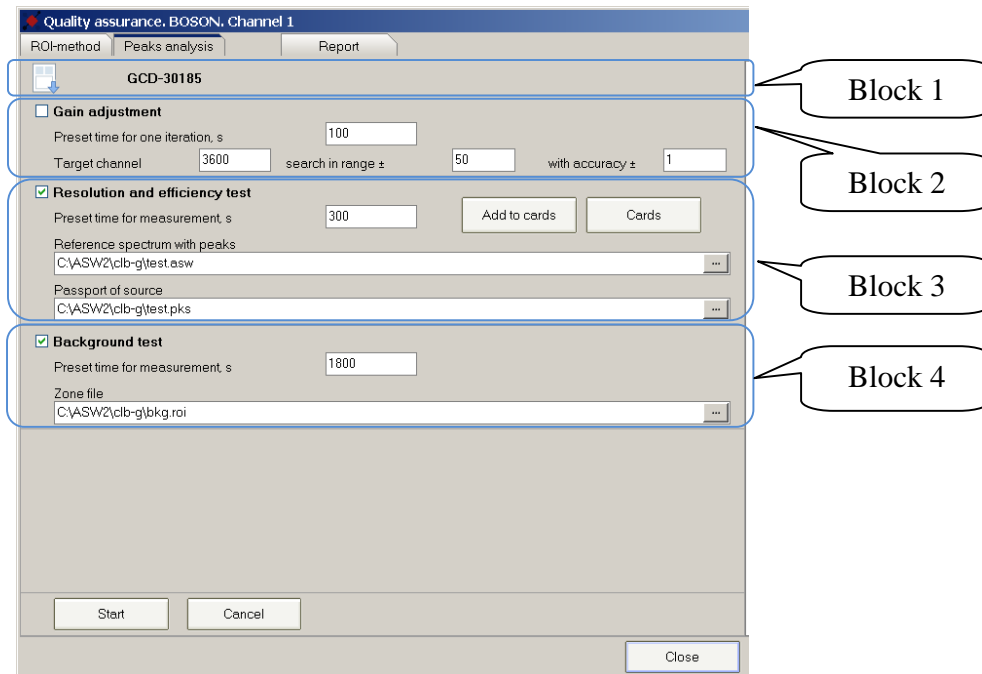 Quality assurance. BOSON. Channel 1
ROI-method Peaks analysis Report
GCD-30185
Block 1
Gain adjustment
Preset time for one iteration, s 100
Target channel 3600 search in range ± 50 with accuracy ± 1
Block 2
Resolution and efficiency test
Preset time for measurement, s 300 Add to cards Cards
Reference spectrum with peaks
C:\ASW2\clb-g\test.asw ...
Block 3
Passport of source
C:\ASW2\clb-g\test.pks ...
Background test
Preset time for measurement, s 1800
Block 4
Zone file
C:\ASW2\clb-g\bkg.roi ...
Start Cancel
Close